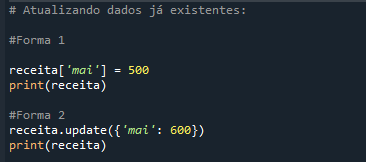 # Atualizando dados já existentes:
#Forma 1
receita['mai'] = 500
print(receita)
#Forma 2
receita.update({'mai': 600})
print(receita)